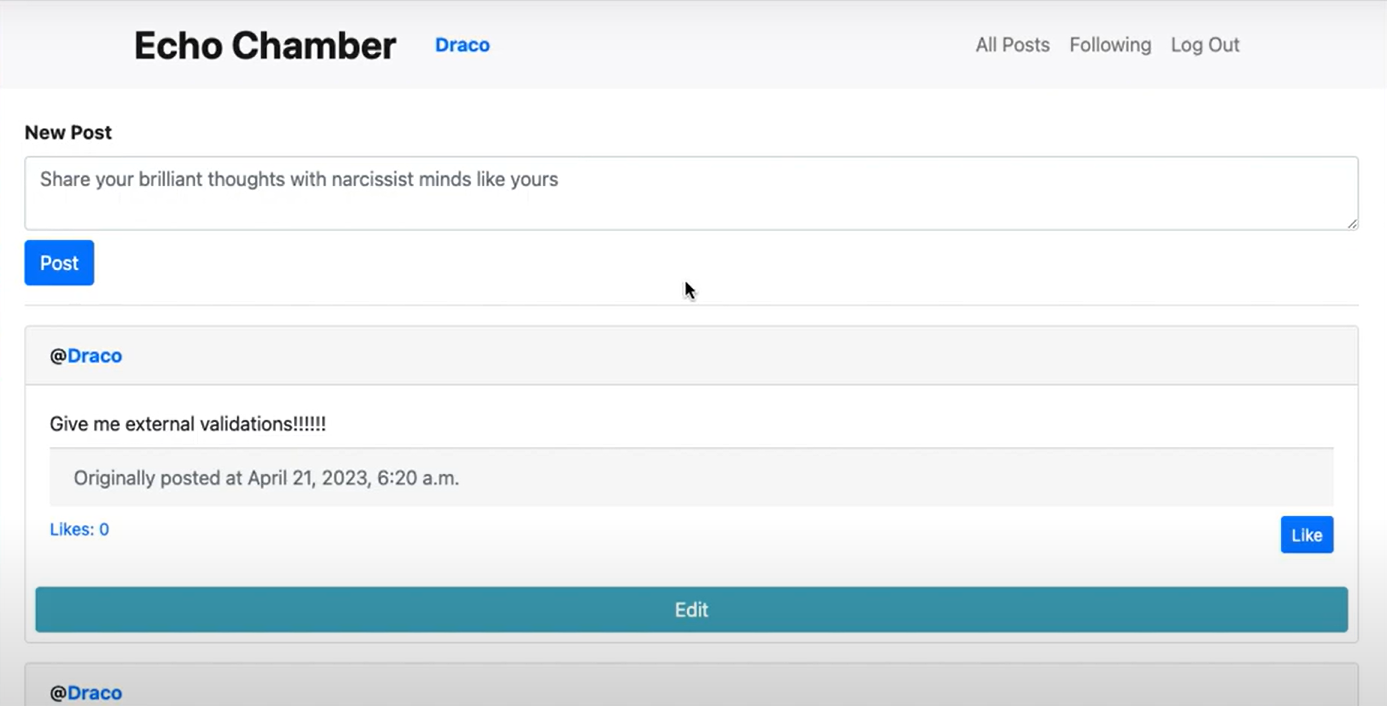 Echo Chamber Draco All Posts Following Log Out
New Post
Share your brilliant thoughts with narcissist minds like yours
Post
@Draco
Give me external validations!!!!!!
Originally posted at April 21, 2023, 6:20 a.m.
Likes: 0 Like
Edit
@Draco